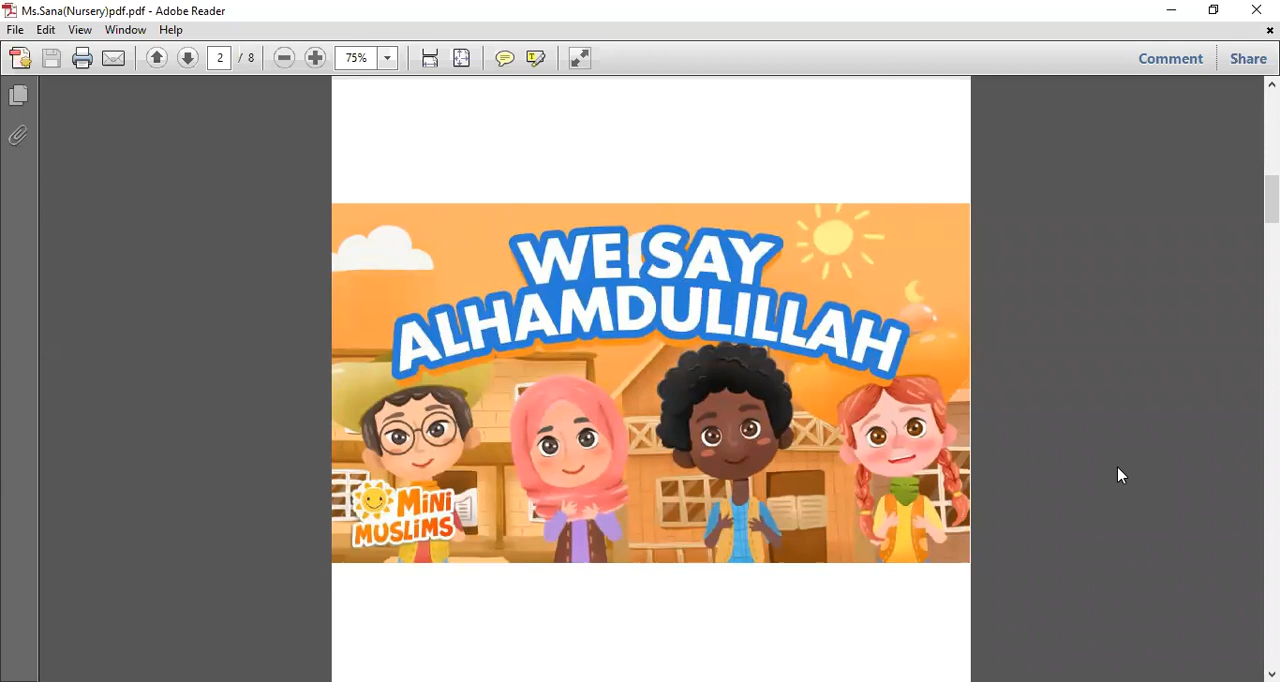 Ms.Sana(Nursery)pdf.pdf - Adobe Reader
File Edit View Window Help
2 / 8 75% Comment Share
WE SAY
ALHAMDULILLAH
MiNi
MUSLiMS